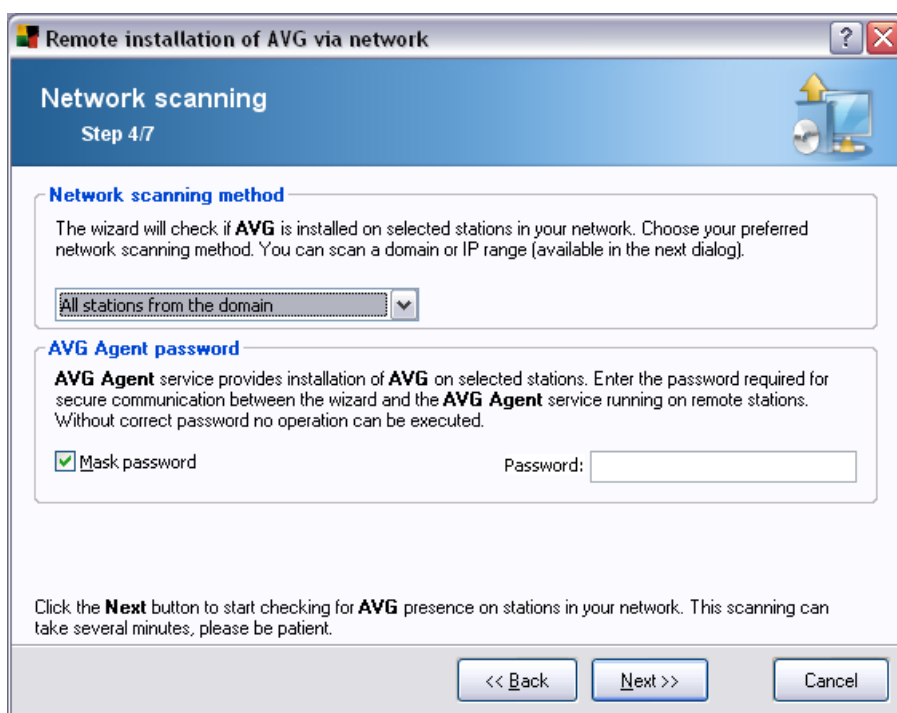 Remote installation of AVG via network
Network scanning
Step 4/7
Network scanning method
The wizard will check if AVG is installed on selected stations in your network. Choose your preferred
network scanning method. You can scan a domain or IP range (available in the next dialog).
All stations from the domain
AVG Agent password
AVG Agent service provides installation of AVG on selected stations. Enter the password required for
secure communication between the wizard and the AVG Agent service running on remote stations.
Without correct password no operation can be executed.
Mask password
Password:
Click the Next button to start checking for AVG presence on stations in your network. This scanning can
take several minutes, please be patient.
<< Back
Next >>
Cancel